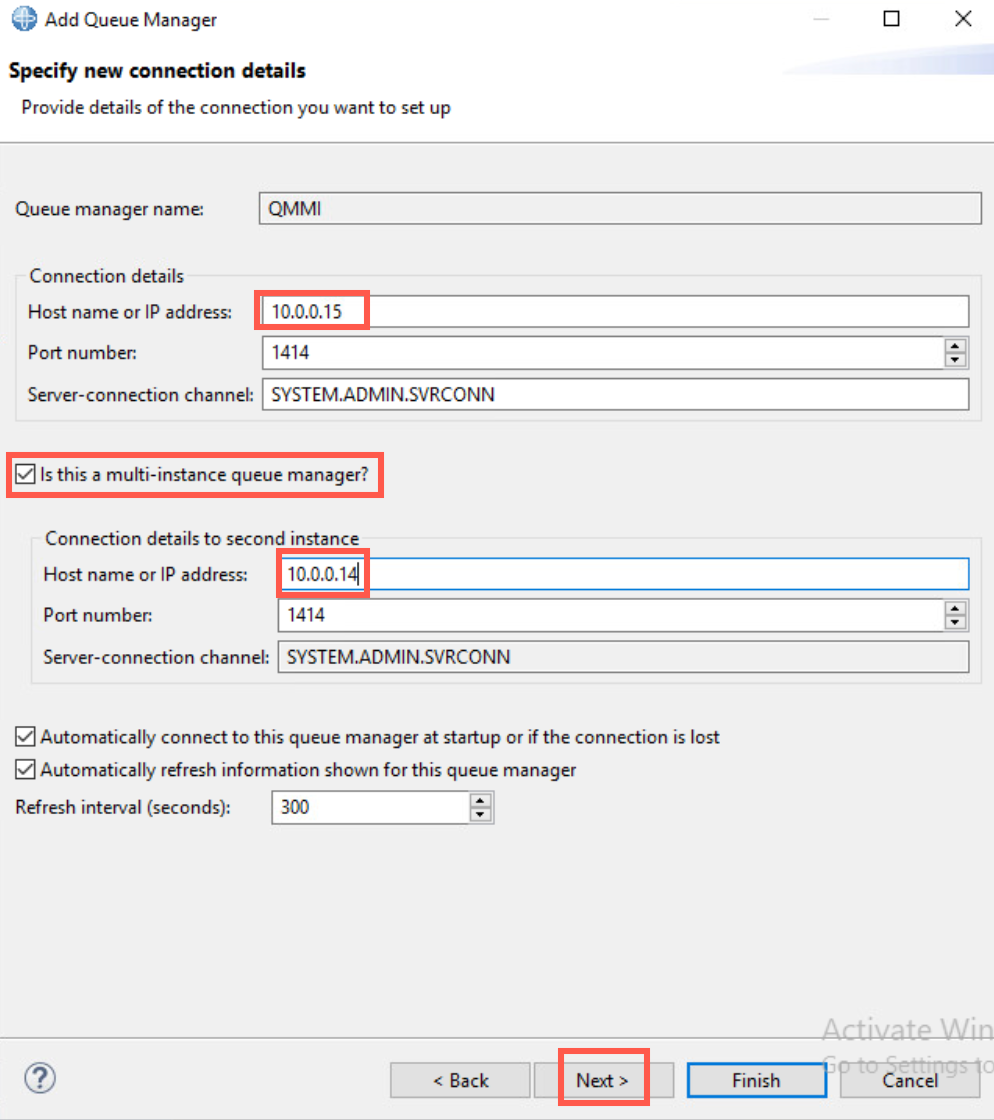 Add Queue Manager
Specify new connection details
Provide details of the connection you want to set up
Queue manager name: QMMI
Connection details
Host name or IP address: 10.0.0.15
Port number: 1414
Server-connection channel: SYSTEM.ADMIN.SVRCONN
Is this a multi-instance queue manager?
Connection details to second instance
Host name or IP address: 10.0.0.14
Port number: 1414
Server-connection channel: SYSTEM.ADMIN.SVRCONN
Automatically connect to this queue manager at startup or if the connection is lost
Automatically refresh information shown for this queue manager
Refresh interval (seconds): 300
Activate Win
Go to Settings to
? < Back Next > Finish Cancel